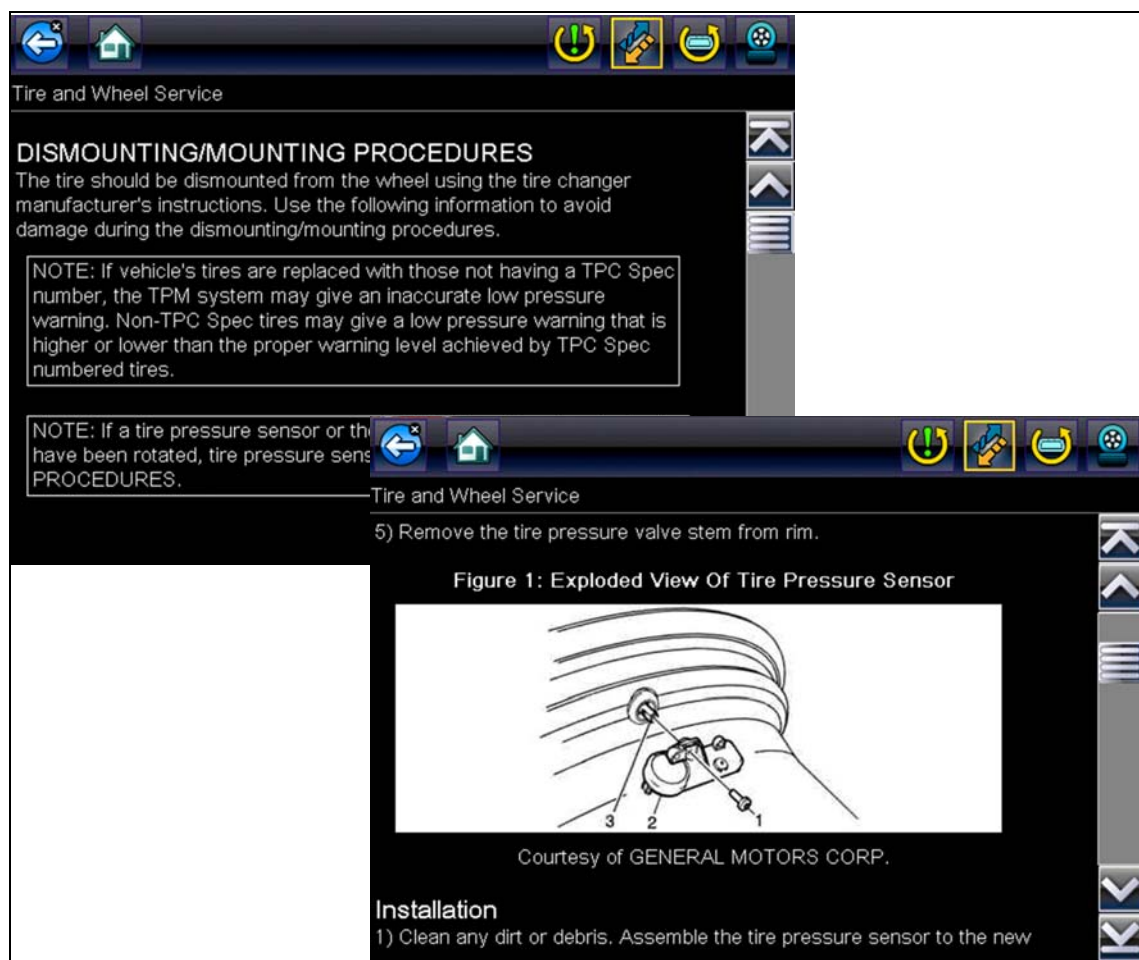 Tire and Wheel Service
DISMOUNTING/MOUNTING PROCEDURES
The tire should be dismounted from the wheel using the tire changer
manufacturer's instructions. Use the following information to avoid
damage during the dismounting/mounting procedures.
NOTE: If vehicle's tires are replaced with those not having a TPC Spec
number, the TPM system may give an inaccurate low pressure
warning. Non-TPC Spec tires may give a low pressure warning that is
higher or lower than the proper warning level achieved by TPC Spec
numbered tires.
NOTE: If a tire pressure sensor or the
have been rotated, tire pressure sens
PROCEDURES.
Tire and Wheel Service
5) Remove the tire pressure valve stem from rim.
Figure 1: Exploded View Of Tire Pressure Sensor
3 2 1
Courtesy of GENERAL MOTORS CORP.
Installation
1) Clean any dirt or debris. Assemble the tire pressure sensor to the new